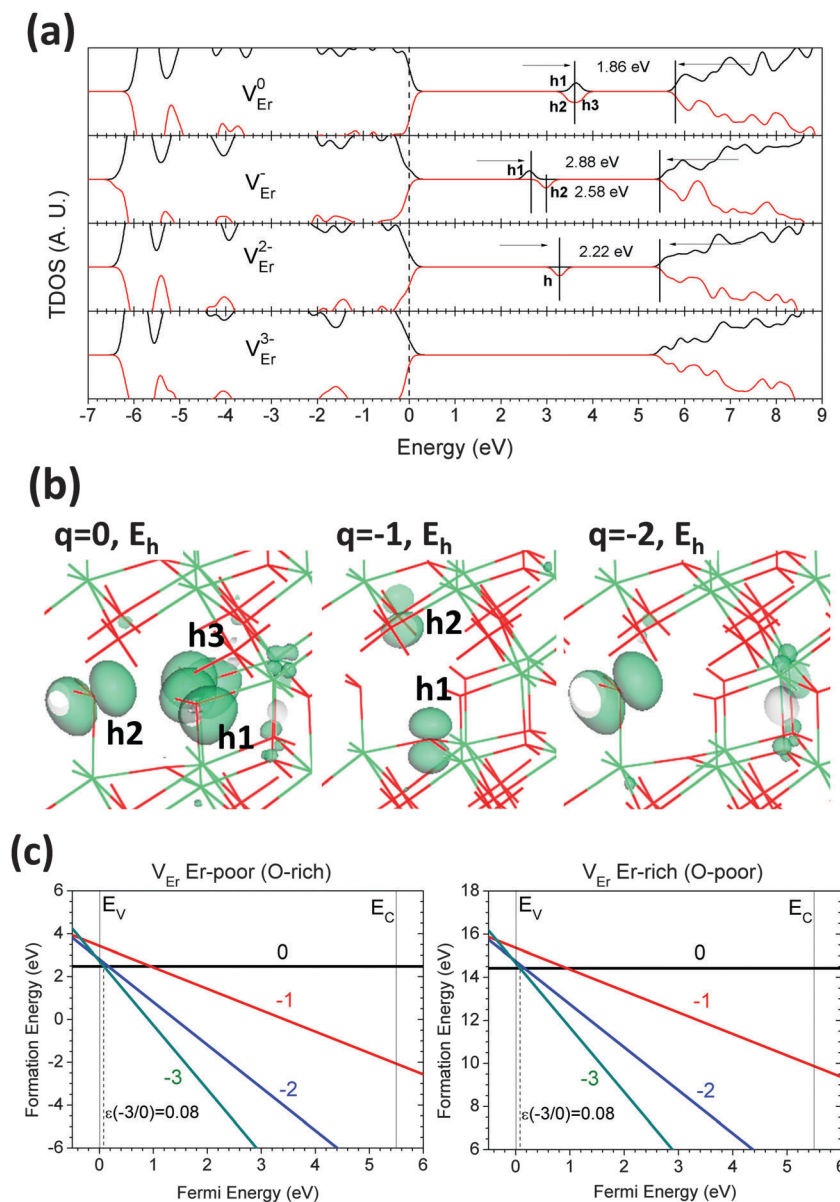 (a)
TDOS (A. U.)
V⁰Er
h1
h2
h3
1.86 eV
V⁻Er
h1
h2
2.88 eV
2.58 eV
V²⁻Er
h
2.22 eV
V³⁻Er
-7 -6 -5 -4 -3 -2 -1 0 1 2 3 4 5 6 7 8 9
Energy (eV)
(b)
q=0, Eh
q=-1, Eh
q=-2, Eh
h3
h2
h1
h2
h1
(c)
VEr Er-poor (O-rich)
Formation Energy (eV)
6
4
2
0
-2
-4
-6
EV
EC
0
-1
-2
-3
ε(-3/0)=0.08
0 1 2 3 4 5 6
Fermi Energy (eV)
VEr Er-rich (O-poor)
Formation Energy (eV)
18
16
14
12
10
8
6
EV
EC
0
-1
-2
-3
ε(-3/0)=0.08
0 1 2 3 4 5 6
Fermi Energy (eV)